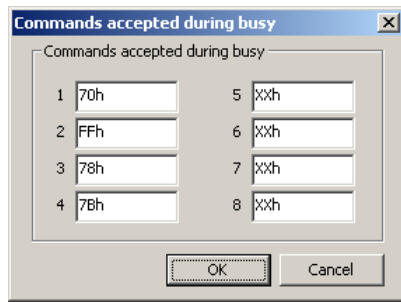 Commands accepted during busy
Commands accepted during busy
1 70h 5 XXh
2 FFh 6 XXh
3 78h 7 XXh
4 7Bh 8 XXh
OK Cancel